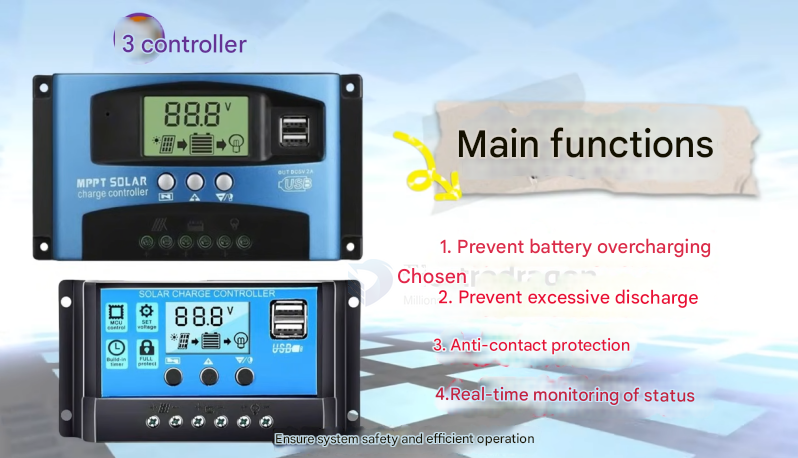 3 controller
88.8 V
OUT DC5V 2A
USB
MPPT SOLAR
charge controller
Main functions
1. Prevent battery overcharging
Chosen
2. Prevent excessive discharge
3. Anti-contact protection
4.Real-time monitoring of status
SOLAR CHARGE CONTROLLER
MCU
control
SET
voltage
88.8 V
Build-in
timer
FULL
protect
USB
Ensure system safety and efficient operation